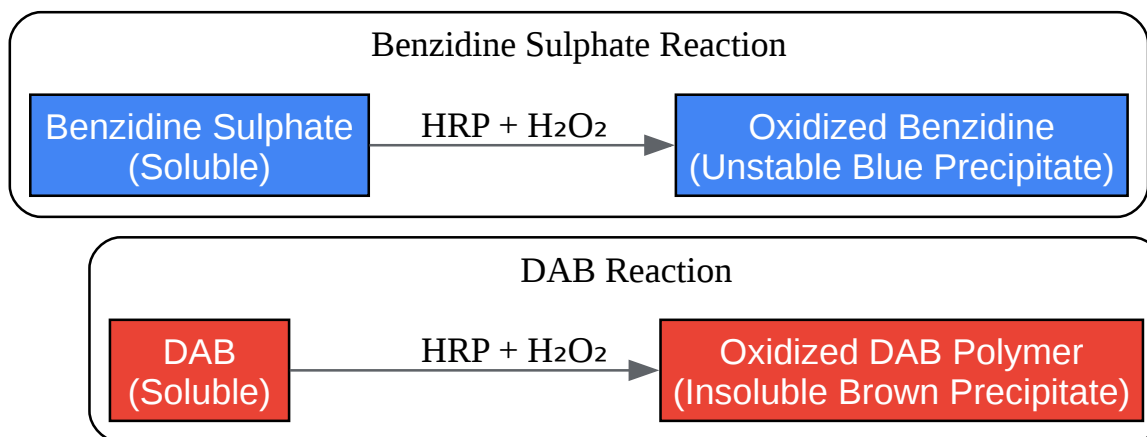 Benzidine Sulphate Reaction
Benzidine Sulphate
(Soluble)
HRP + H₂O₂
Oxidized Benzidine
(Unstable Blue Precipitate)
DAB Reaction
DAB
(Soluble)
HRP + H₂O₂
Oxidized DAB Polymer
(Insoluble Brown Precipitate)